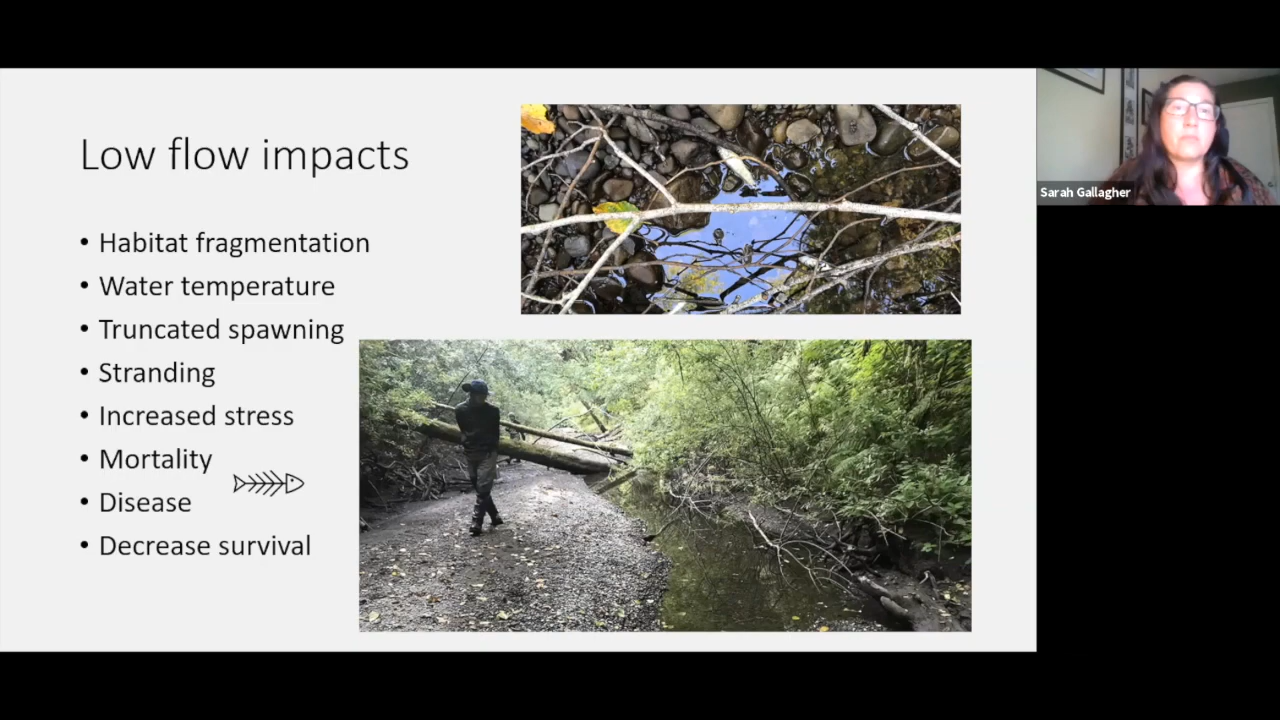 Low flow impacts
• Habitat fragmentation
• Water temperature
• Truncated spawning
• Stranding
• Increased stress
• Mortality
• Disease
• Decrease survival
Sarah Gallagher